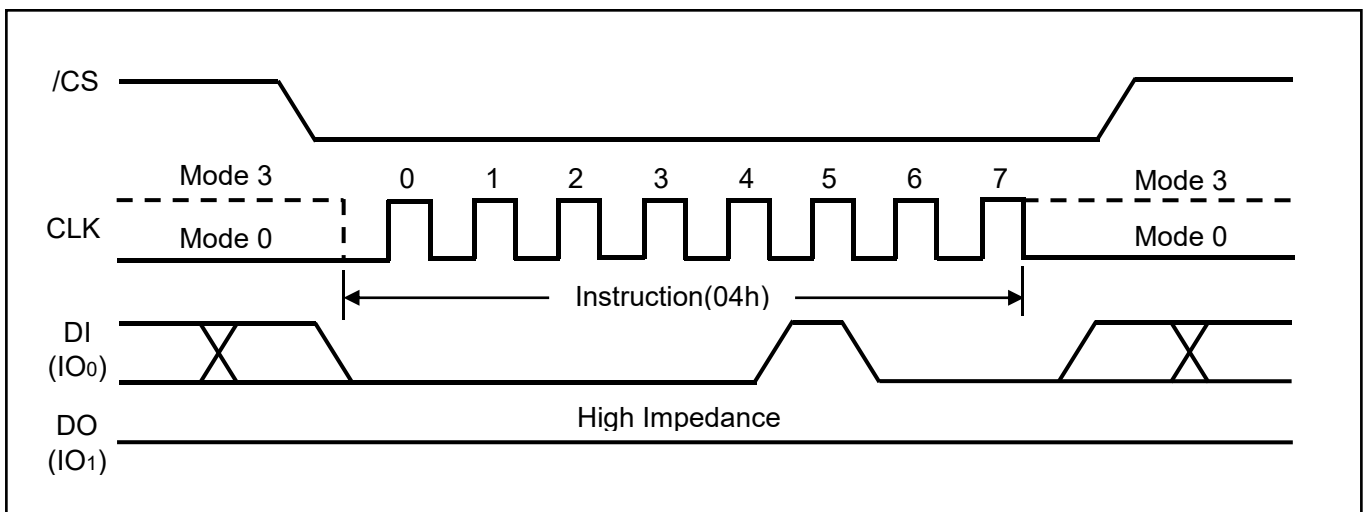 /CS
Mode 3 0 1 2 3 4 5 6 7 Mode 3
CLK
Mode 0 Mode 0
Instruction(04h)
DI
(IO0)
High Impedance
DO
(IO1)